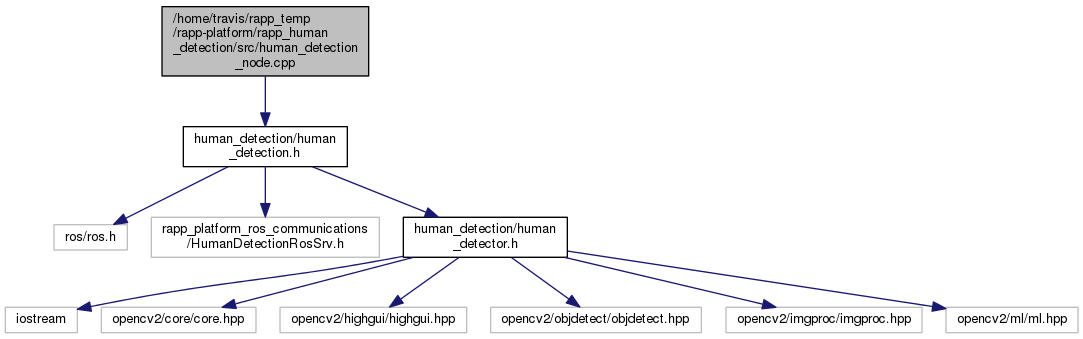 /home/travis/rapp_temp
/rapp-platform/rapp_human
_detection/src/human_detection
_node.cpp
human_detection/human
_detection.h
ros/ros.h
rapp_platform_ros_communications
/HumanDetectionRosSrv.h
human_detection/human
_detector.h
iostream
opencv2/core/core.hpp
opencv2/highgui/highgui.hpp
opencv2/objdetect/objdetect.hpp
opencv2/imgproc/imgproc.hpp
opencv2/ml/ml.hpp